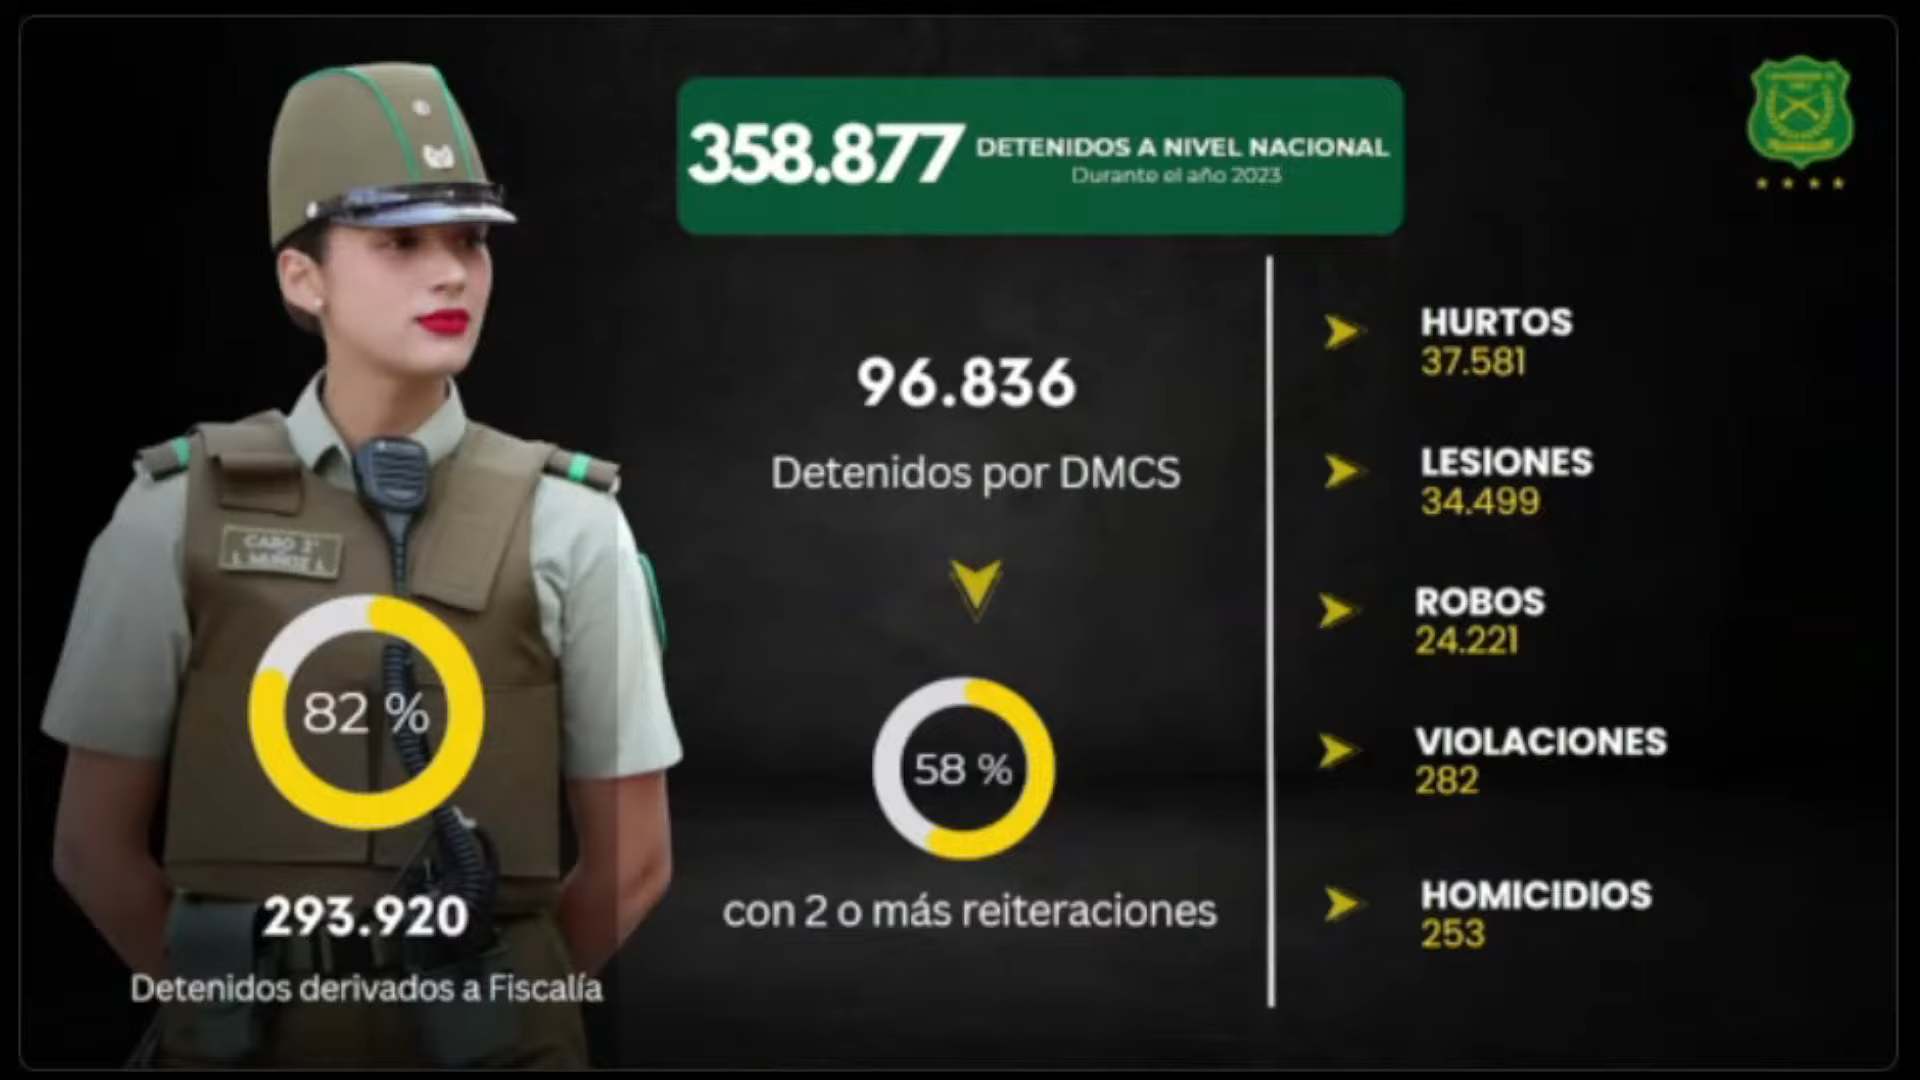 358.877
DETENIDOS A NIVEL NACIONAL
Durante el año 2023
96.836
Detenidos por DMCS
58 %
con 2 o más reiteraciones
CABO 2°
82 %
293.920
Detenidos derivados a Fiscalía
HURTOS
37.581
LESIONES
34.499
ROBOS
24.221
VIOLACIONES
282
HOMICIDIOS
253